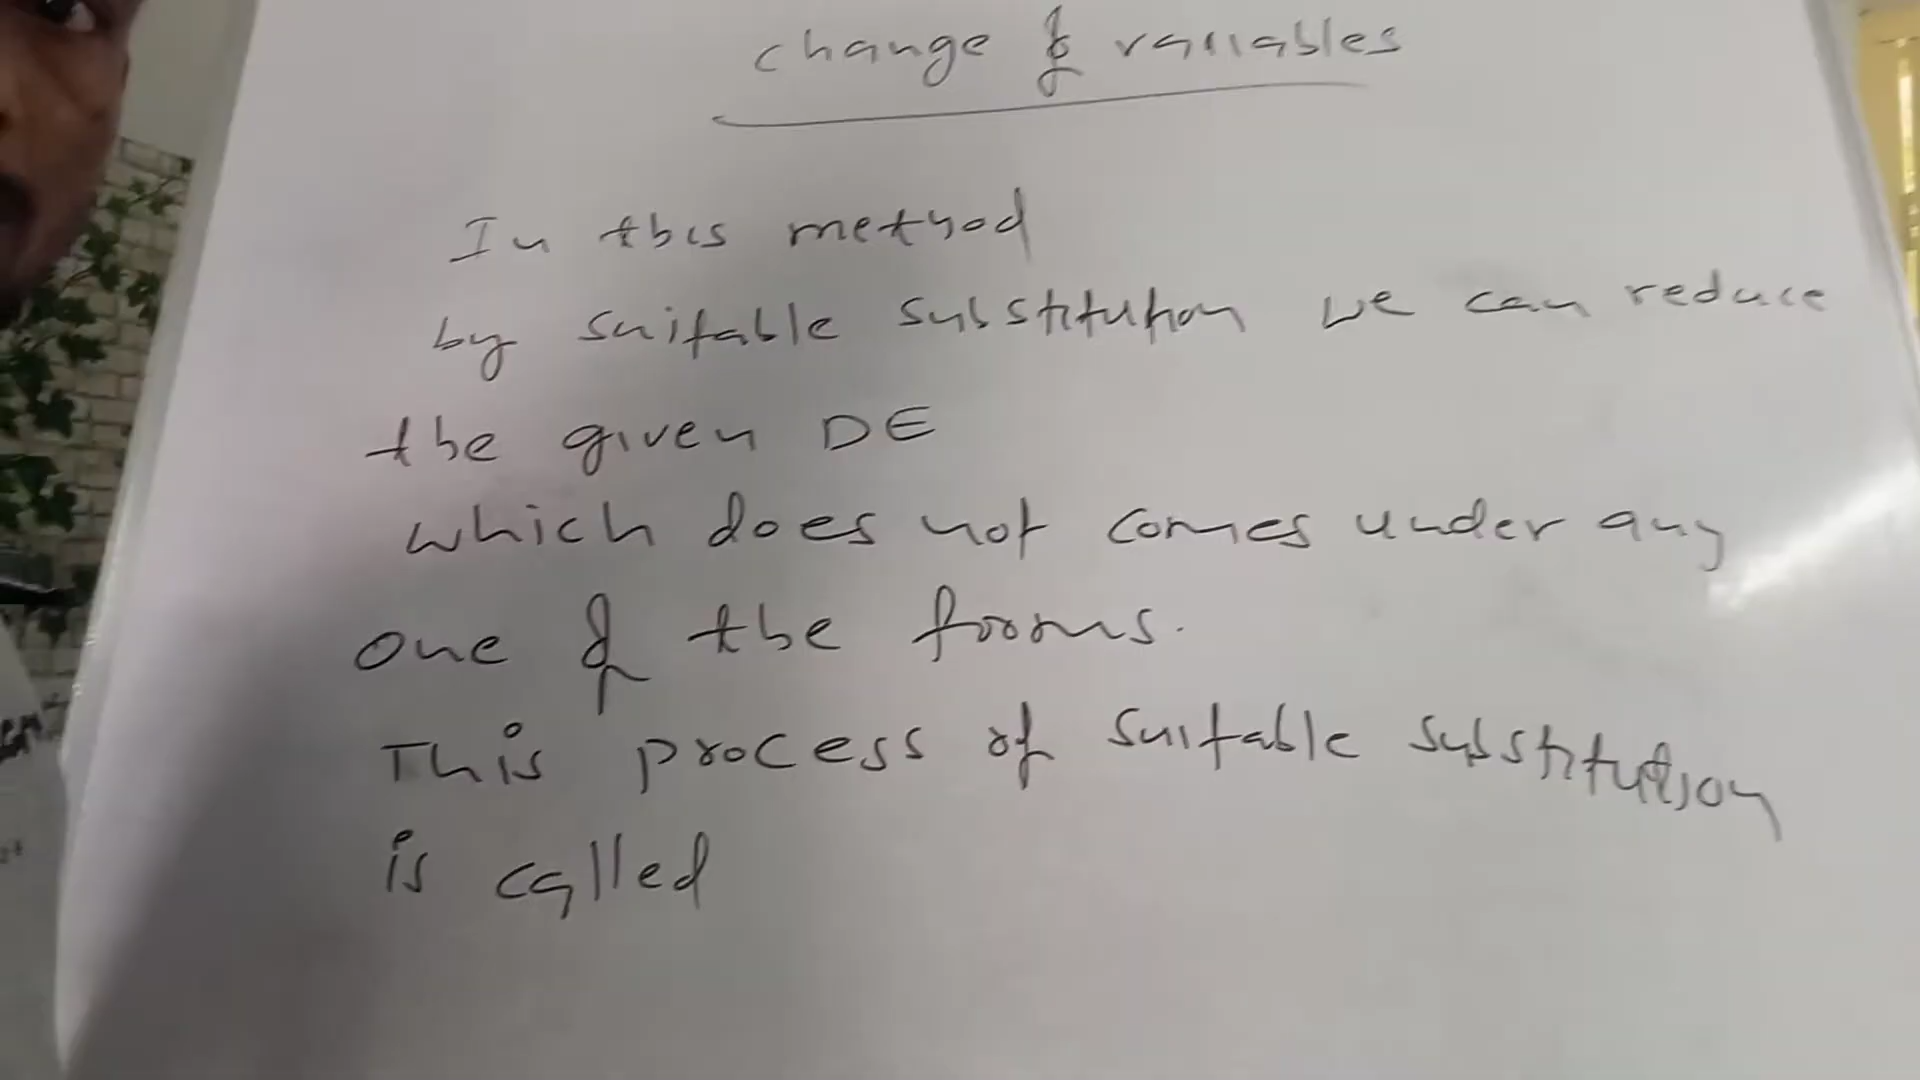 change of variables
In this method
by suitable substitution we can reduce
the given DE
which does not comes under any
one of the forms.
This process of suitable substitution
is called